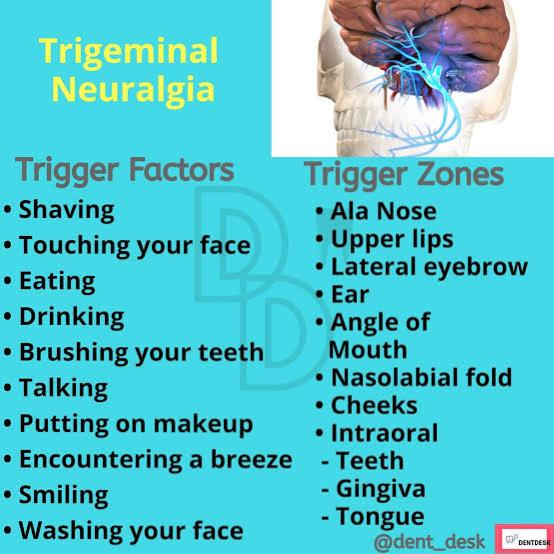 Trigeminal
Neuralgia
Trigger Factors
• Shaving
• Touching your face
• Eating
• Drinking
• Brushing your teeth
• Talking
• Putting on makeup
• Encountering a breeze
• Smiling
• Washing your face
Trigger Zones
• Ala Nose
• Upper lips
• Lateral eyebrow
• Ear
• Angle of
Mouth
• Nasolabial fold
• Cheeks
• Intraoral
- Teeth
- Gingiva
- Tongue
@dent_desk
DENTDESK
DD